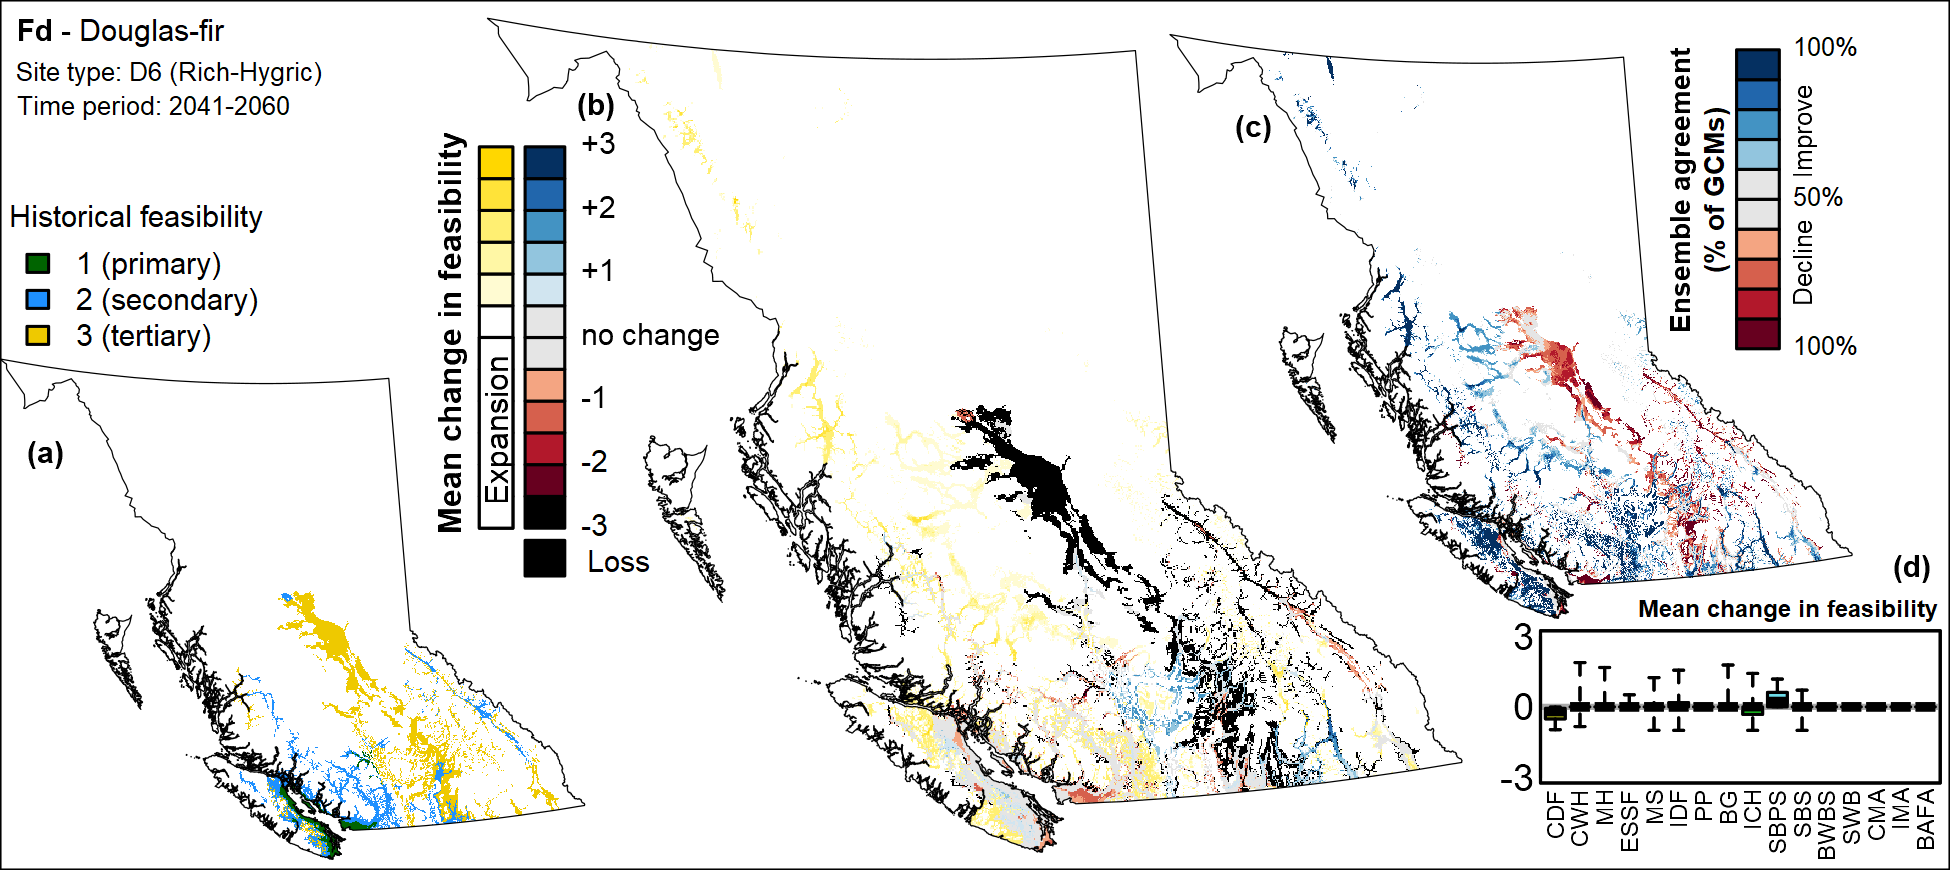 Fd - Douglas-fir
Site type: D6 (Rich-Hygric)
Time period: 2041-2060
Historical feasibility
1 (primary)
2 (secondary)
3 (tertiary)
(a)
(b)
Mean change in feasibility
Expansion
+3
+2
+1
no change
-1
-2
-3
Loss
(c)
Ensemble agreement
(% of GCMs)
100%
Improve
50%
Decline
100%
(d)
Mean change in feasibility
3
0
-3
CDF
CWH
MH
ESSF
MS
IDF
PP
BG
ICH
SBPS
SBS
BWBS
SWB
CMA
IMA
BAFA